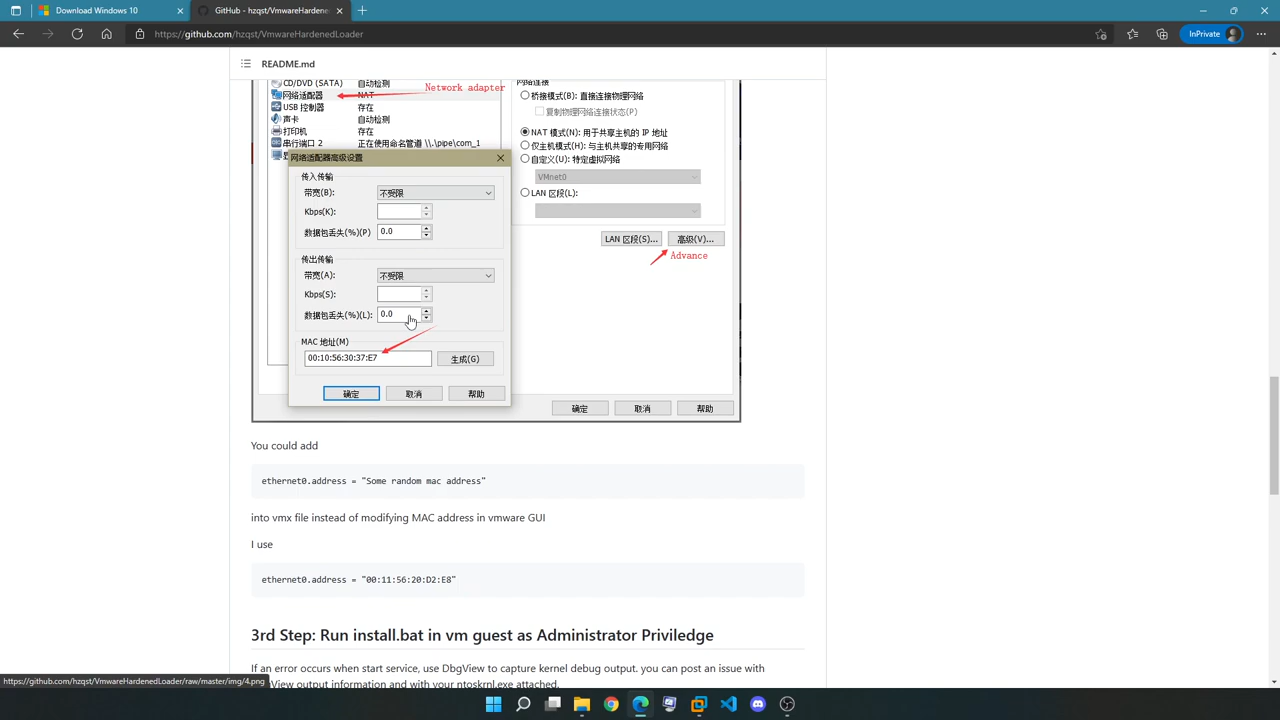 Download Windows 10
GitHub - hzqst/VmwareHardenedLoader
https://github.com/hzqst/VmwareHardenedLoader
InPrivate
README.md
CD/DVD (SATA) 自动检测
网络适配器 NAT
Network adapter
USB 控制器 存在
声卡 自动检测
打印机 存在
串行端口 2 正在使用命名管道 \\.\pipe\com_1
网络连接
桥接模式(B): 直接连接物理网络
复制物理网络连接状态(P)
NAT 模式(N): 用于共享主机的 IP 地址
仅主机模式(H): 与主机共享的专用网络
自定义(U): 特定虚拟网络
VMnet0
LAN 区段(L):
LAN 区段(S)... 高级(V)...
Advance
网络适配器高级设置
传入传输
带宽(B): 不受限
Kbps(K):
数据包丢失(%)(P) 0.0
传出传输
带宽(A): 不受限
Kbps(S):
数据包丢失(%)(L): 0.0
MAC 地址(M)
00:10:56:30:37:E7 生成(G)
确定 取消 帮助
确定 取消 帮助
You could add
ethernet0.address = "Some random mac address"
into vmx file instead of modifying MAC address in vmware GUI
I use
ethernet0.address = "00:11:56:20:D2:E8"
3rd Step: Run install.bat in vm guest as Administrator Priviledge
If an error occurs when start service, use DbgView to capture kernel debug output. you can post an issue with
View output information and with your ntoskrnl.exe attached.
https://github.com/hzqst/VmwareHardenedLoader/raw/master/img/4.png